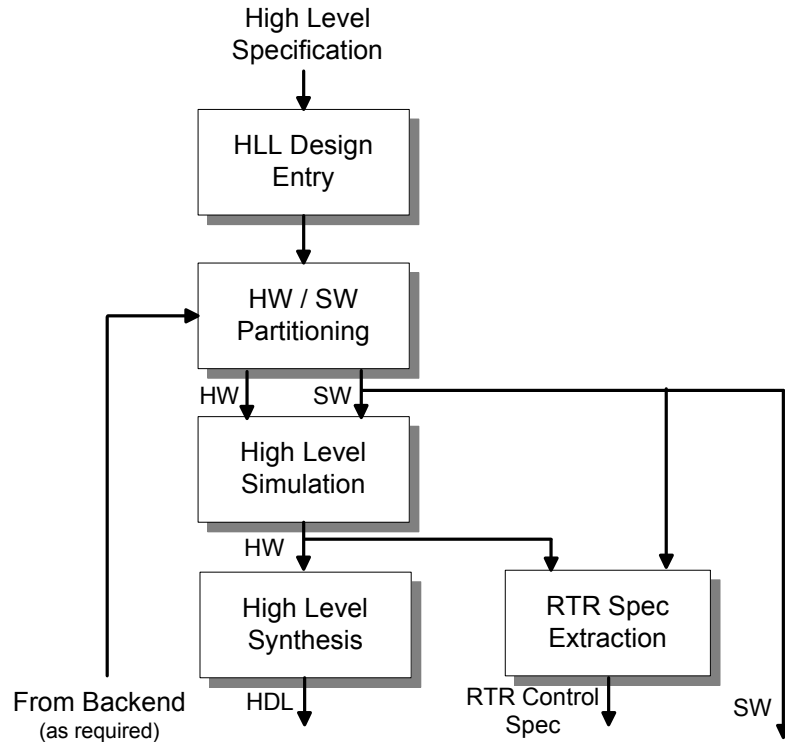 High Level
Specification
HLL Design
Entry
HW / SW
Partitioning
HW
SW
High Level
Simulation
HW
High Level
Synthesis
RTR Spec
Extraction
From Backend
(as required)
HDL
RTR Control
Spec
SW